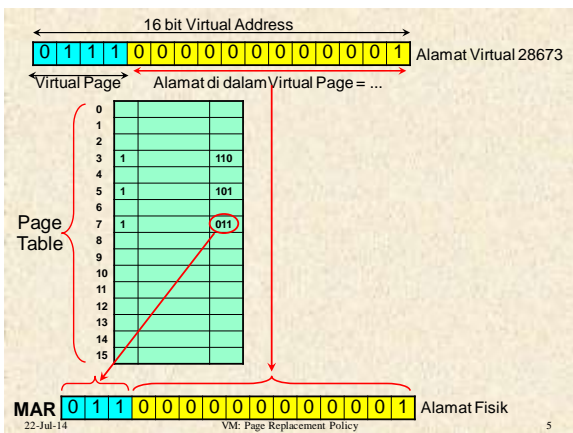 16 bit Virtual Address
0 1 1 1 0 0 0 0 0 0 0 0 0 0 0 1 Alamat Virtual 28673
Virtual Page Alamat di dalam Virtual Page = ...
0
1
2
3 1 110
4
5 1 101
6
7 1 011
Page Table
8
9
10
11
12
13
14
15
MAR 0 1 1 0 0 0 0 0 0 0 0 0 0 0 1 Alamat Fisik
22-Jul-14 VM: Page Replacement Policy 5